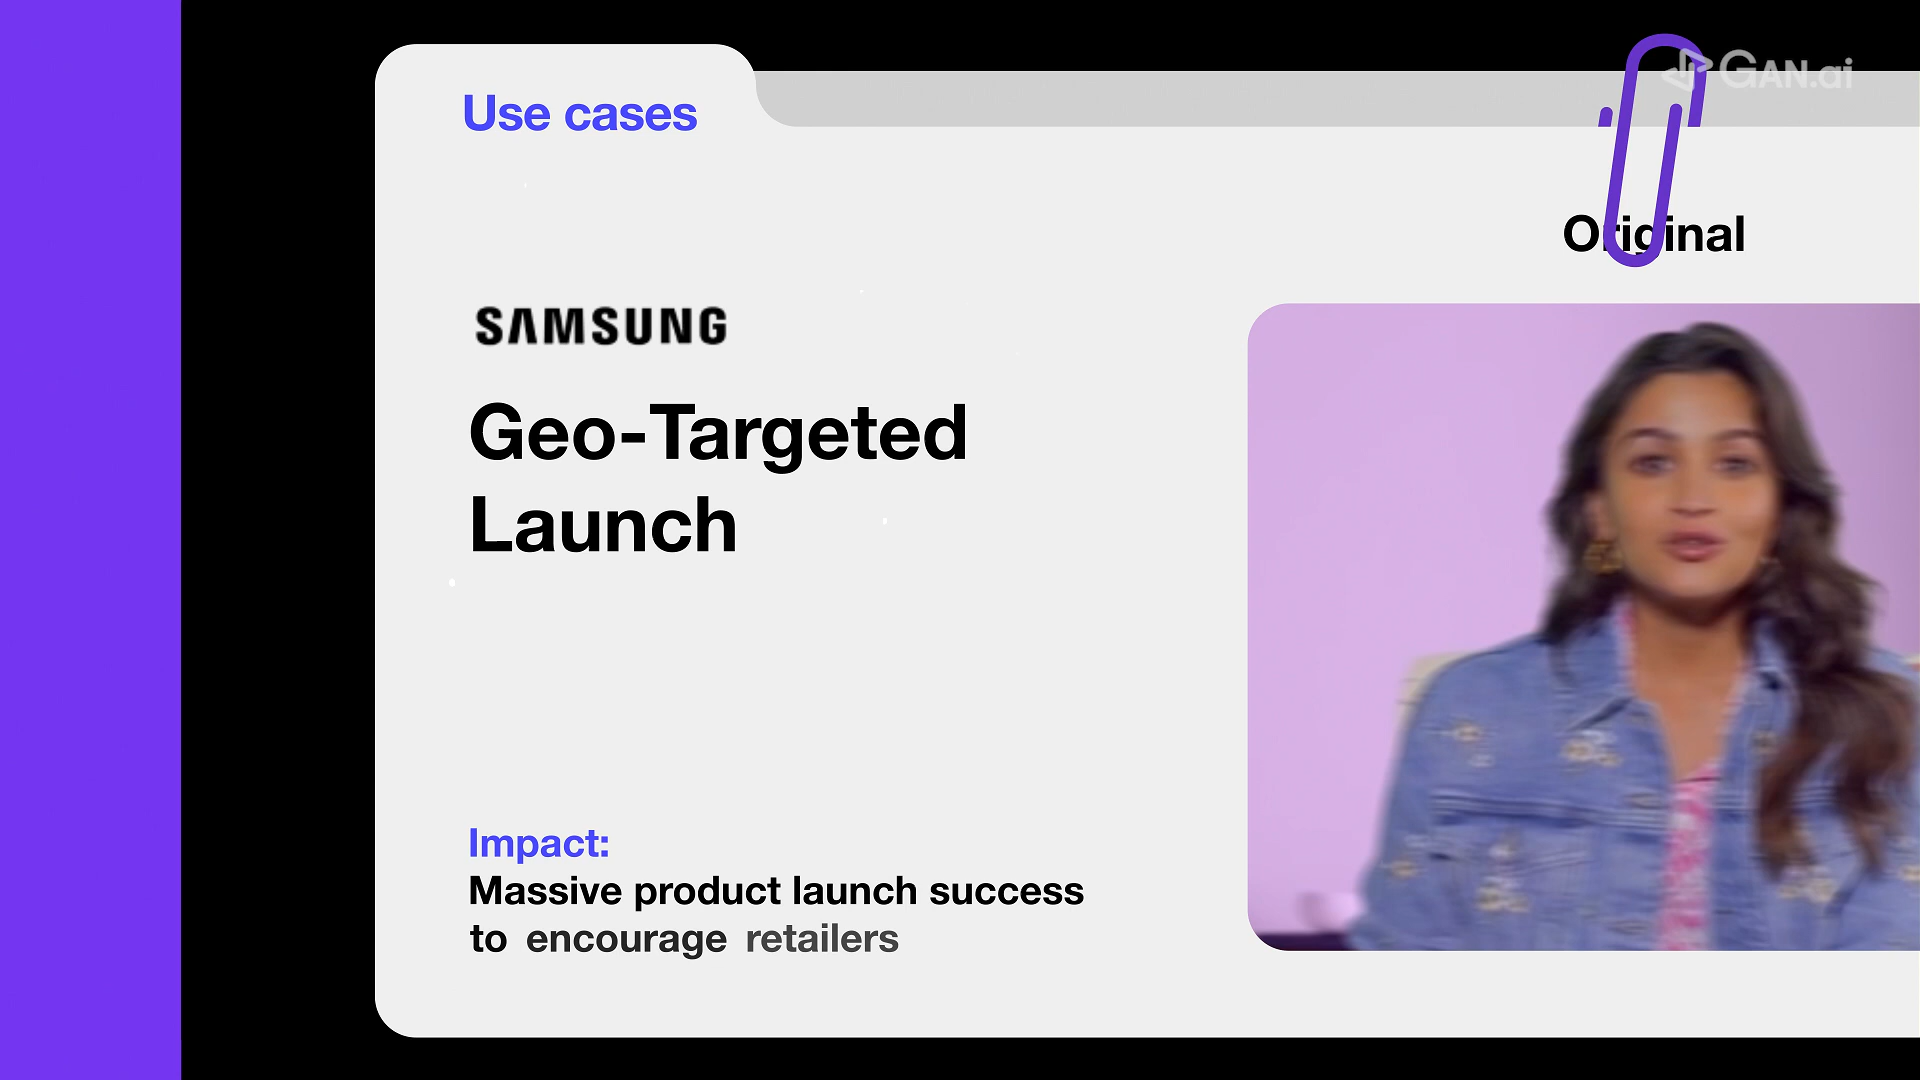 GAN.ai
Use cases
Original
SAMSUNG
Geo-Targeted
Launch
Impact:
Massive product launch success
to encourage retailers